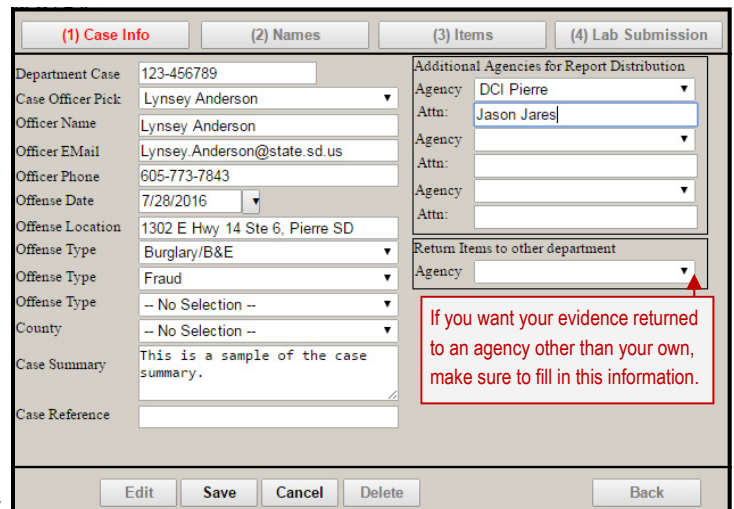 (1) Case Info (2) Names (3) Items (4) Lab Submission
Department Case 123-456789
Case Officer Pick Lynsey Anderson
Officer Name Lynsey Anderson
Officer EMail Lynsey.Anderson@state.sd.us
Officer Phone 605-773-7843
Offense Date 7/28/2016
Offense Location 1302 E Hwy 14 Ste 6, Pierre SD
Offense Type Burglary/B&E
Offense Type Fraud
Offense Type -- No Selection --
County -- No Selection --
Case Summary This is a sample of the case
summary.
Case Reference
Additional Agencies for Report Distribution
Agency DCI Pierre
Attn: Jason Jares
Agency
Attn:
Agency
Attn:
Return Items to other department
Agency
If you want your evidence returned
to an agency other than your own,
make sure to fill in this information.
Edit Save Cancel Delete Back